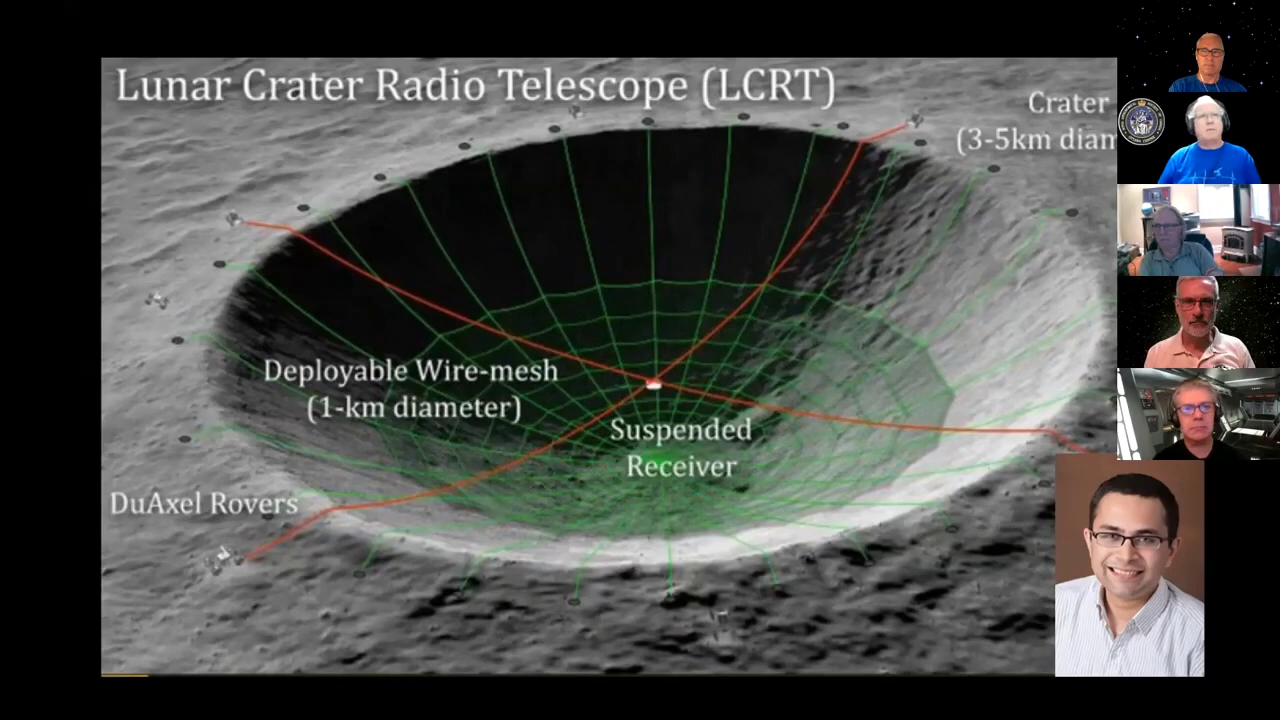 Lunar Crater Radio Telescope (LCRT)
Crater
(3-5km diam
Deployable Wire-mesh
(1-km diameter)
Suspended
Receiver
DuAxel Rovers